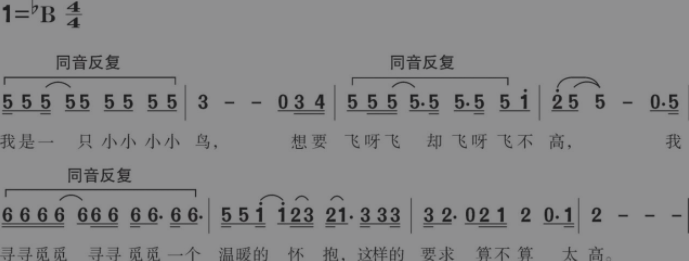 1=♭B 4/4
同音反复 同音反复
5 5 5 5 5 5 5 5 5 | 3 - - 0 3 4 | 5 5 5 5·5 5·5 5 i | 2 5 5 - 0·5
我是一 只 小小 小小 鸟， 想要 飞呀飞 却 飞呀 飞不 高， 我
同音反复
6 6 6 6 6 6 6 6 6· 6 6· | 5 5 i i 2 3 2 1· 3 3 3 | 3 2· 0 2 1 2 0·1 | 2 - - -
寻寻觅觅 寻寻 觅觅 一个 温暖的 怀 抱，这样的 要求 算不算 太 高。